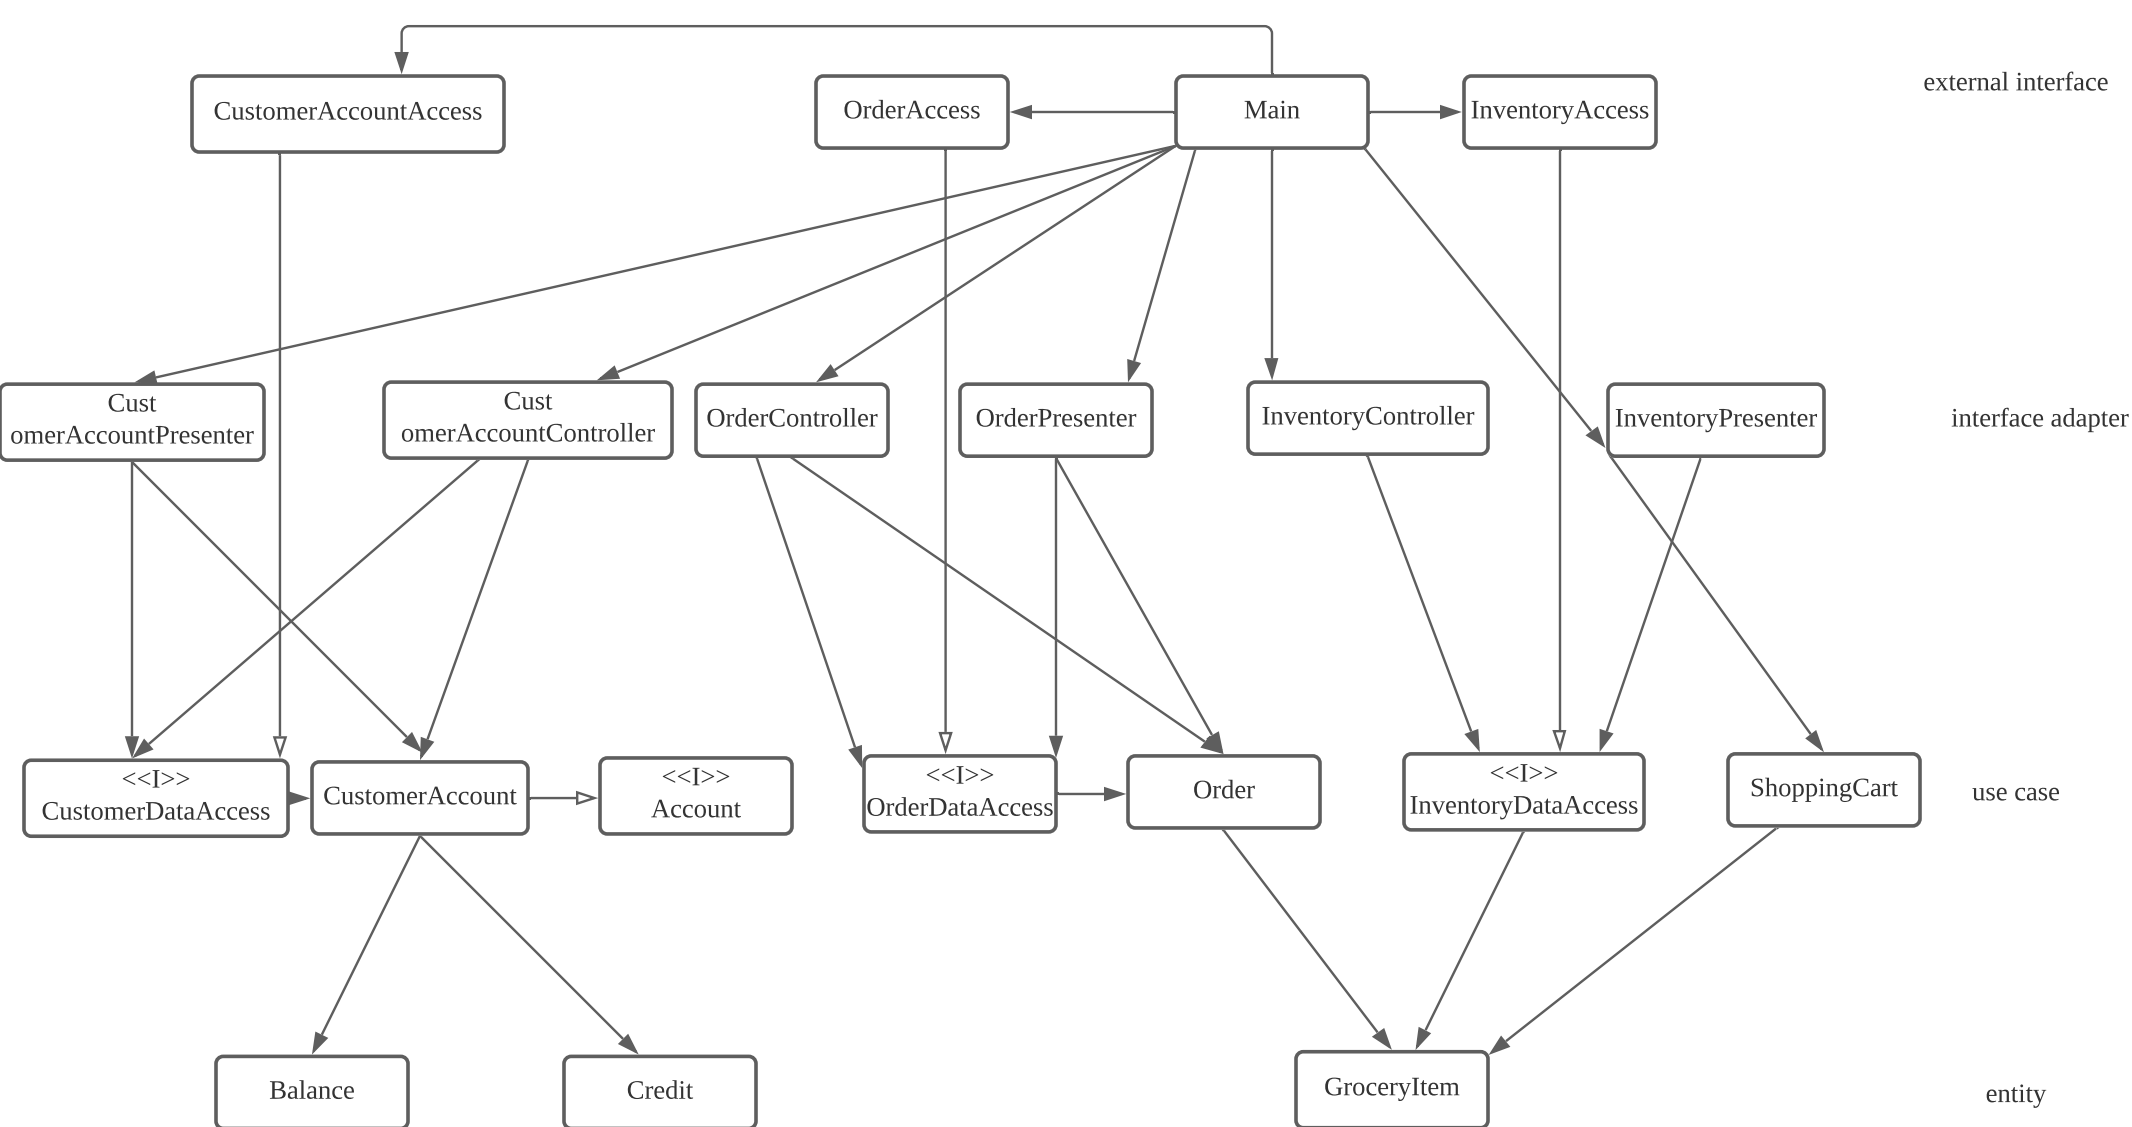 CustomerAccountAccess
OrderAccess
Main
InventoryAccess
external interface
Cust
omerAccountPresenter
Cust
omerAccountController
OrderController
OrderPresenter
InventoryController
InventoryPresenter
interface adapter
<<I>>
CustomerDataAccess
CustomerAccount
<<I>>
Account
<<I>>
OrderDataAccess
Order
<<I>>
InventoryDataAccess
ShoppingCart
use case
Balance
Credit
GroceryItem
entity